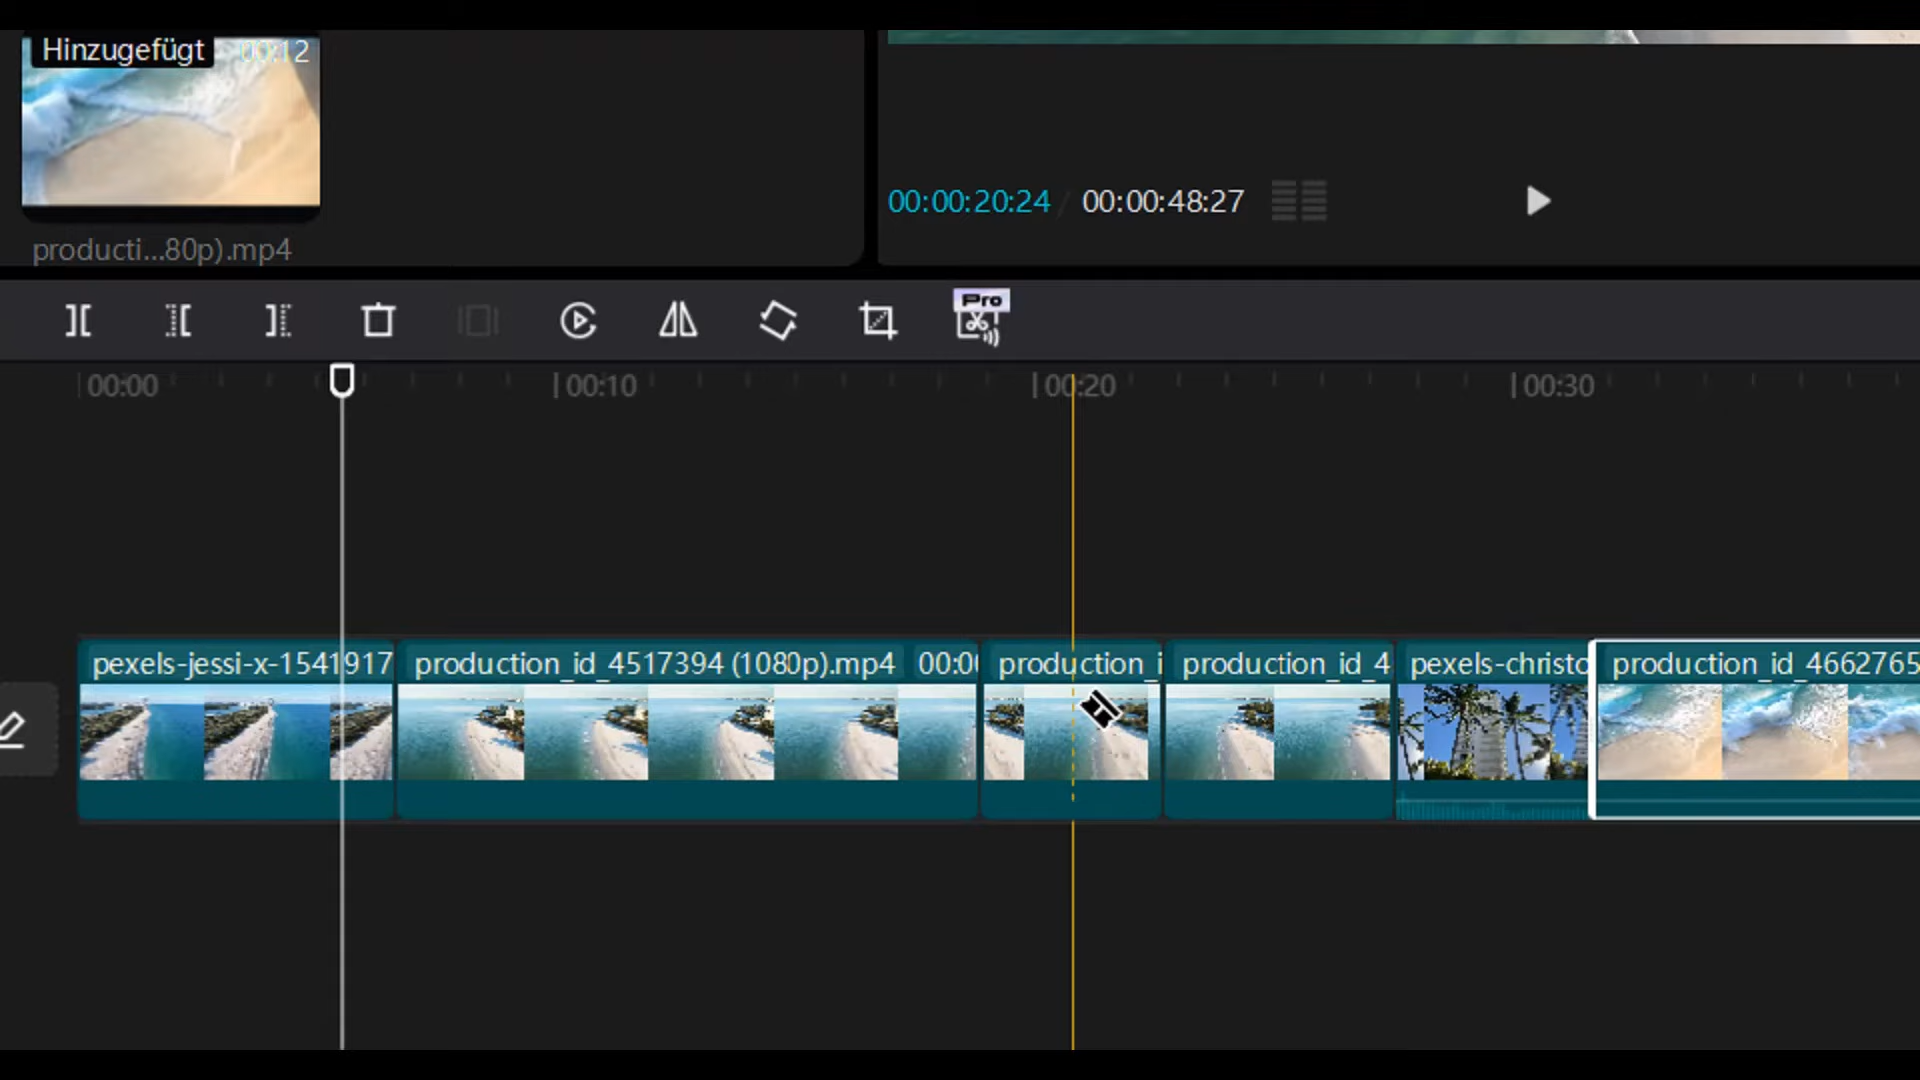 Hinzugefügt 00:12
producti...80p).mp4
00:00:20:24 / 00:00:48:27
Pro
00:00 00:10 00:20 00:30
pexels-jessi-x-1541917 production_id_4517394 (1080p).mp4 00:0 production_i production_id_4 pexels-christo production_id_4662765